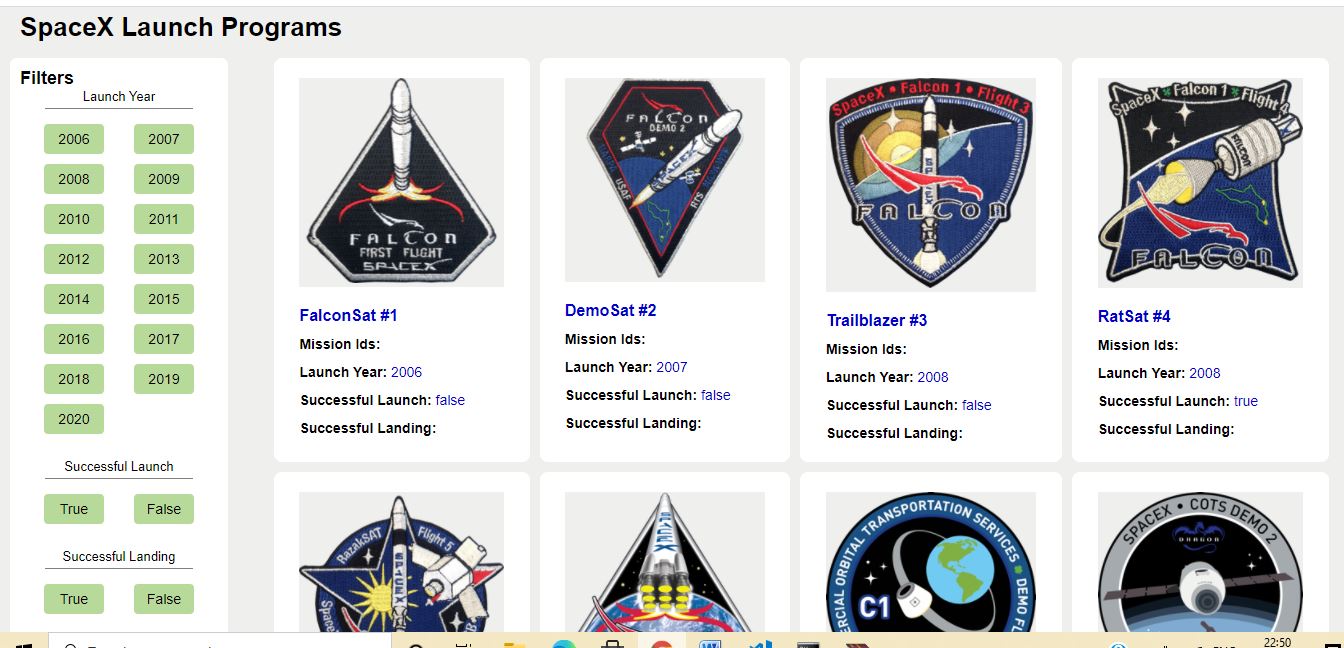 SpaceX Launch Programs
Filters
Launch Year
2006 2007
2008 2009
2010 2011
2012 2013
2014 2015
2016 2017
2018 2019
2020
Successful Launch
True False
Successful Landing
True False
FALCON
FIRST FLIGHT
SPACEX
FalconSat #1
Mission Ids:
Launch Year: 2006
Successful Launch: false
Successful Landing:
FALCON
DEMO 2
SPACEX
USAF
DemoSat #2
Mission Ids:
Launch Year: 2007
Successful Launch: false
Successful Landing:
SpaceX • Falcon 1 • Flight 3
SPACEX
FALCON
Trailblazer #3
Mission Ids:
Launch Year: 2008
Successful Launch: false
Successful Landing:
SpaceX Falcon 1 Flight 4
FALCON
FALCON
RatSat #4
Mission Ids:
Launch Year: 2008
Successful Launch: true
Successful Landing:
RazakSAT Flight 5
SPACEX
SPACEX
ORBITAL TRANSPORTATION SERVICES
DEMO
C1
SPACEX • COTS DEMO 2
DRAGON
22:50